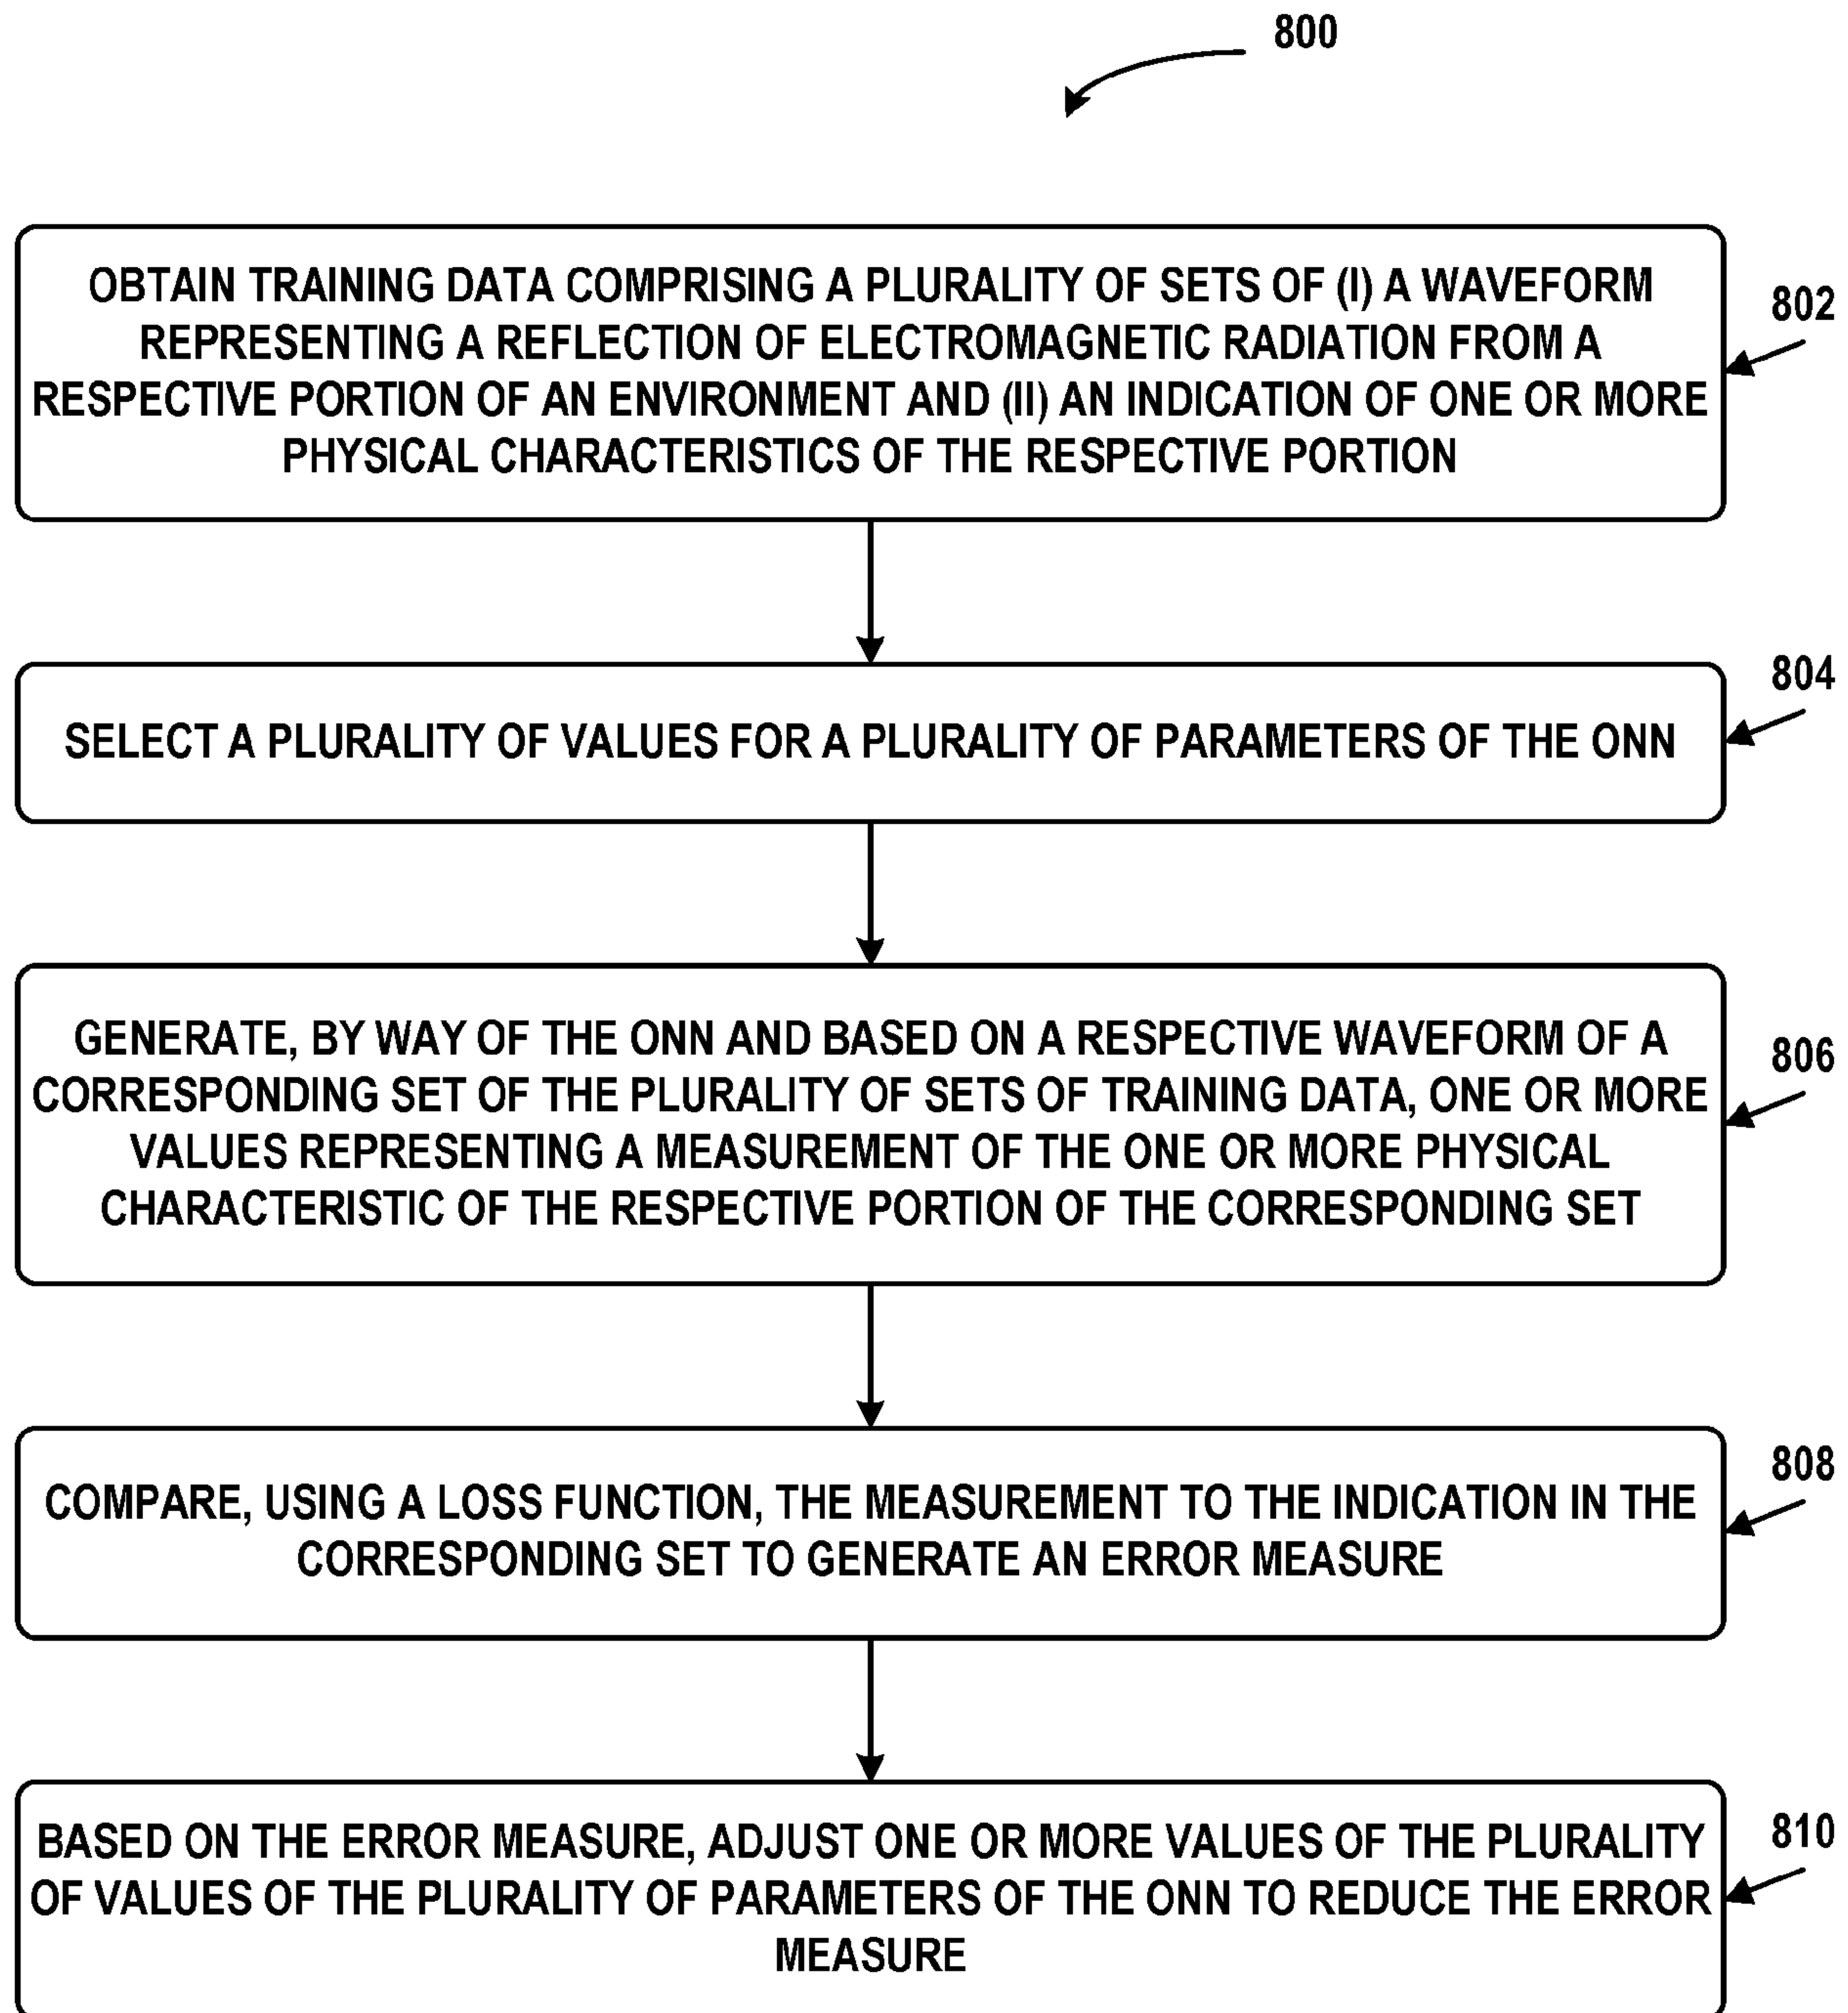 800
OBTAIN TRAINING DATA COMPRISING A PLURALITY OF SETS OF (I) A WAVEFORM
REPRESENTING A REFLECTION OF ELECTROMAGNETIC RADIATION FROM A
RESPECTIVE PORTION OF AN ENVIRONMENT AND (II) AN INDICATION OF ONE OR MORE
PHYSICAL CHARACTERISTICS OF THE RESPECTIVE PORTION
802
SELECT A PLURALITY OF VALUES FOR A PLURALITY OF PARAMETERS OF THE ONN
804
GENERATE, BY WAY OF THE ONN AND BASED ON A RESPECTIVE WAVEFORM OF A
CORRESPONDING SET OF THE PLURALITY OF SETS OF TRAINING DATA, ONE OR MORE
VALUES REPRESENTING A MEASUREMENT OF THE ONE OR MORE PHYSICAL
CHARACTERISTIC OF THE RESPECTIVE PORTION OF THE CORRESPONDING SET
806
COMPARE, USING A LOSS FUNCTION, THE MEASUREMENT TO THE INDICATION IN THE
CORRESPONDING SET TO GENERATE AN ERROR MEASURE
808
BASED ON THE ERROR MEASURE, ADJUST ONE OR MORE VALUES OF THE PLURALITY
OF VALUES OF THE PLURALITY OF PARAMETERS OF THE ONN TO REDUCE THE ERROR
MEASURE
810